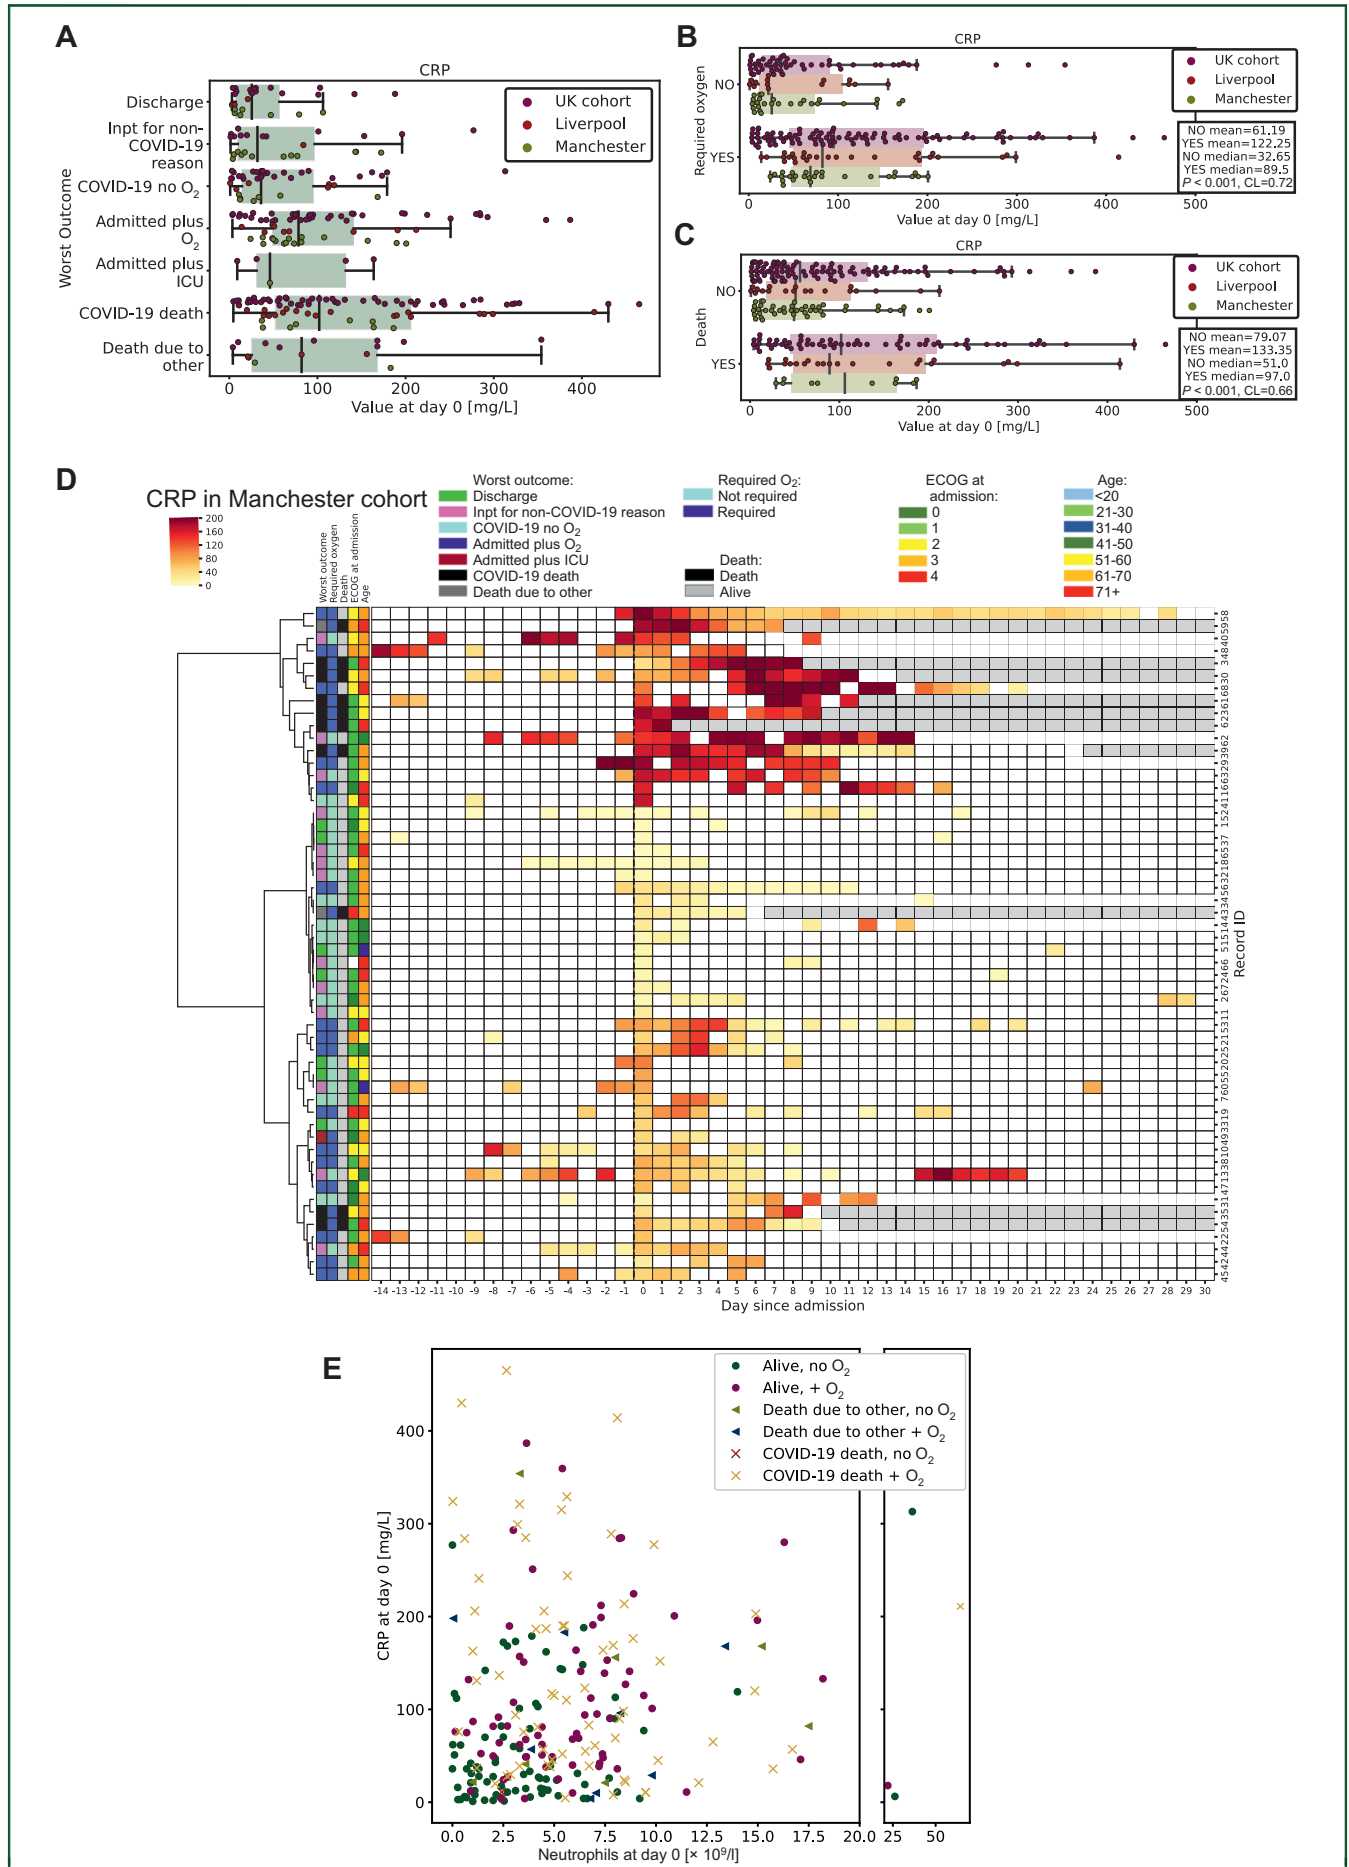 A
CRP
Worst Outcome
Discharge
Inpt for non-
COVID-19
reason
COVID-19 no O2
Admitted plus
O2
Admitted plus
ICU
COVID-19 death
Death due to
other
UK cohort
Liverpool
Manchester
0 100 200 300 400
Value at day 0 [mg/L]
B
CRP
Required oxygen
NO
YES
UK cohort
Liverpool
Manchester
NO mean=61.19
YES mean=122.25
NO median=32.65
YES median=89.5
P < 0.001, CL=0.72
0 100 200 300 400 500
Value at day 0 [mg/L]
C
CRP
Death
NO
YES
UK cohort
Liverpool
Manchester
NO mean=79.07
YES mean=133.35
NO median=51.0
YES median=97.0
P < 0.001, CL=0.66
0 100 200 300 400 500
Value at day 0 [mg/L]
D
CRP in Manchester cohort
200
160
120
80
40
0
Worst outcome:
Discharge
Inpt for non-COVID-19 reason
COVID-19 no O2
Admitted plus O2
Admitted plus ICU
COVID-19 death
Death due to other
Required O2:
Not required
Required
Death:
Death
Alive
ECOG at
admission:
0
1
2
3
4
Age:
<20
21-30
31-40
41-50
51-60
61-70
71+
Worst outcome
Required oxygen
Death
ECOG at admission
Age
Record ID
-14 -13 -12 -11 -10 -9 -8 -7 -6 -5 -4 -3 -2 -1 0 1 2 3 4 5 6 7 8 9 10 11 12 13 14 15 16 17 18 19 20 21 22 23 24 25 26 27 28 29 30
Day since admission
E
Alive, no O2
Alive, + O2
Death due to other, no O2
Death due to other + O2
COVID-19 death, no O2
COVID-19 death + O2
CRP at day 0 [mg/L]
400
300
200
100
0
0.0 2.5 5.0 7.5 10.0 12.5 15.0 17.5 20.0 25 50
Neutrophils at day 0 [× 10⁹/l]